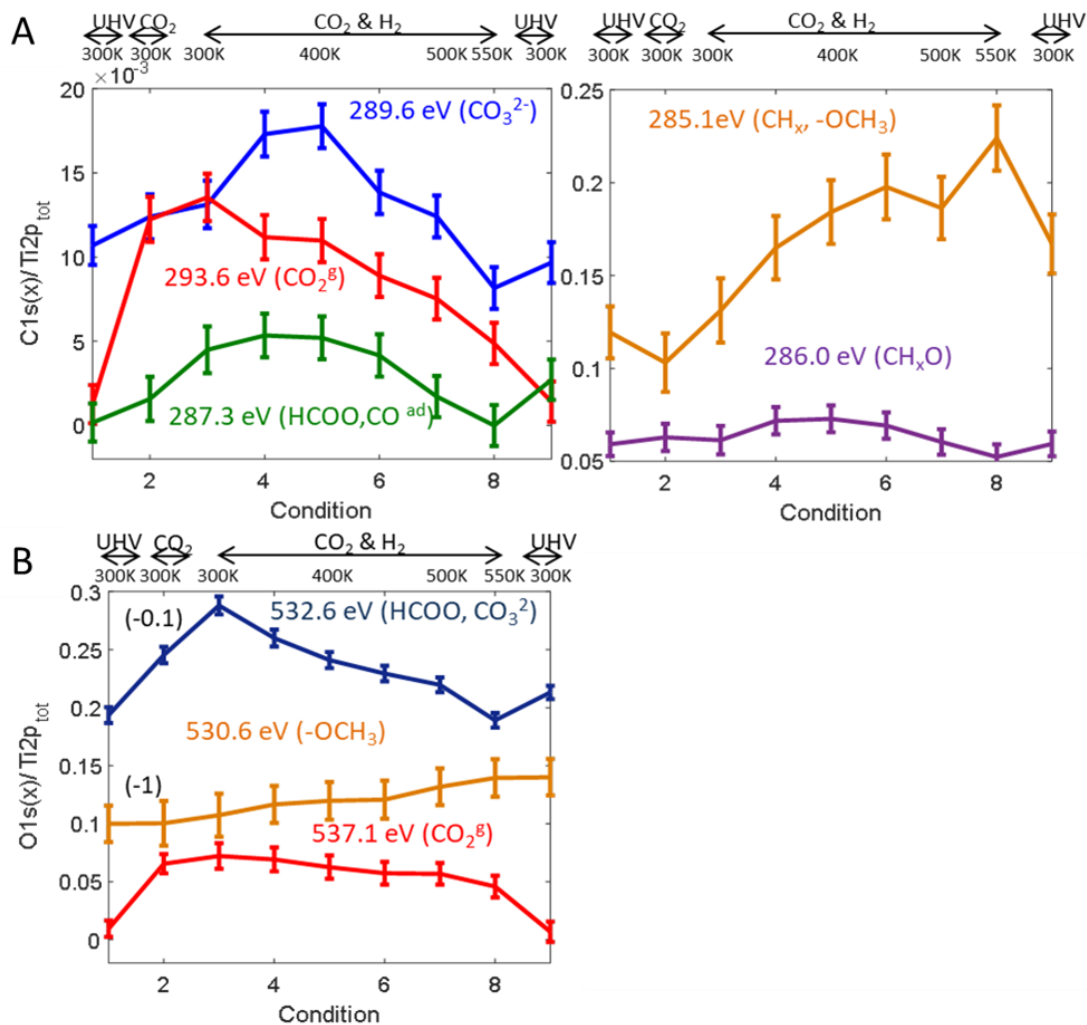 A
UHV CO₂ CO₂ & H₂ UHV
300K 300K 300K 400K 500K 550K 300K
× 10⁻³
20
15
10
5
0
C1s(x)/Ti2pₜₒₜ
289.6 eV (CO₃²⁻)
293.6 eV (CO₂ᵍ)
287.3 eV (HCOO,CO ᵃᵈ)
2 4 6 8
Condition
UHV CO₂ CO₂ & H₂ UHV
300K 300K 300K 400K 500K 550K 300K
0.25
0.2
0.15
0.1
0.05
285.1eV (CHₓ, -OCH₃)
286.0 eV (CHₓO)
2 4 6 8
Condition
B
UHV CO₂ CO₂ & H₂ UHV
300K 300K 300K 400K 500K 550K 300K
0.3
0.25
0.2
0.15
0.1
0.05
0
O1s(x)/Ti2pₜₒₜ
(-0.1)
532.6 eV (HCOO, CO₃²)
530.6 eV (-OCH₃)
(-1)
537.1 eV (CO₂ᵍ)
2 4 6 8
Condition